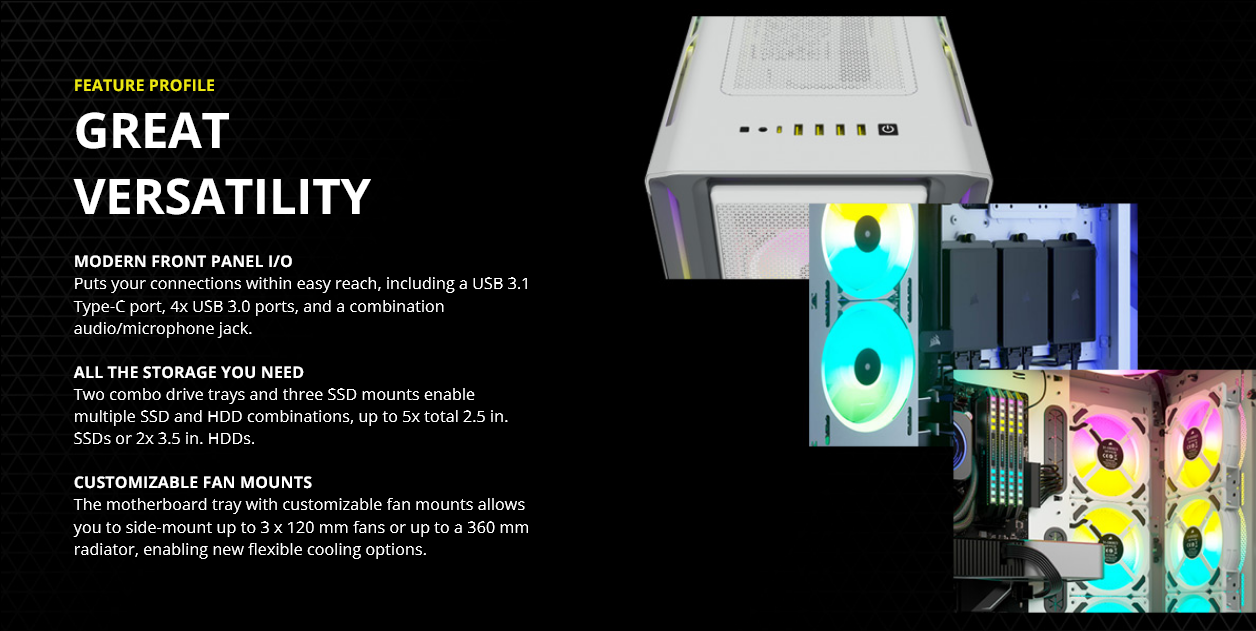 FEATURE PROFILE
GREAT
VERSATILITY
MODERN FRONT PANEL I/O
Puts your connections within easy reach, including a USB 3.1
Type-C port, 4x USB 3.0 ports, and a combination
audio/microphone jack.
ALL THE STORAGE YOU NEED
Two combo drive trays and three SSD mounts enable
multiple SSD and HDD combinations, up to 5x total 2.5 in.
SSDs or 2x 3.5 in. HDDs.
CUSTOMIZABLE FAN MOUNTS
The motherboard tray with customizable fan mounts allows
you to side-mount up to 3 x 120 mm fans or up to a 360 mm
radiator, enabling new flexible cooling options.